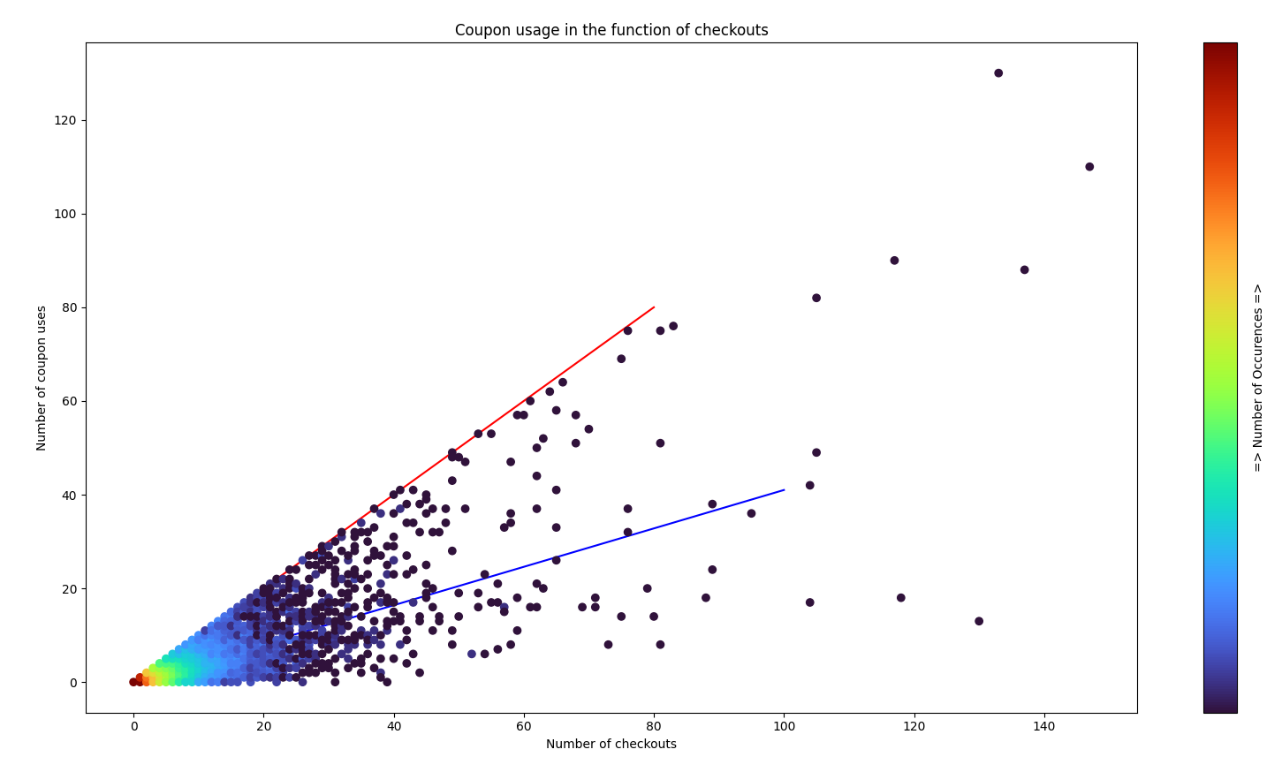 Coupon usage in the function of checkouts
Number of coupon uses
120
100
80
60
40
20
0
0 20 40 60 80 100 120 140
Number of checkouts
=> Number of Occurences =>